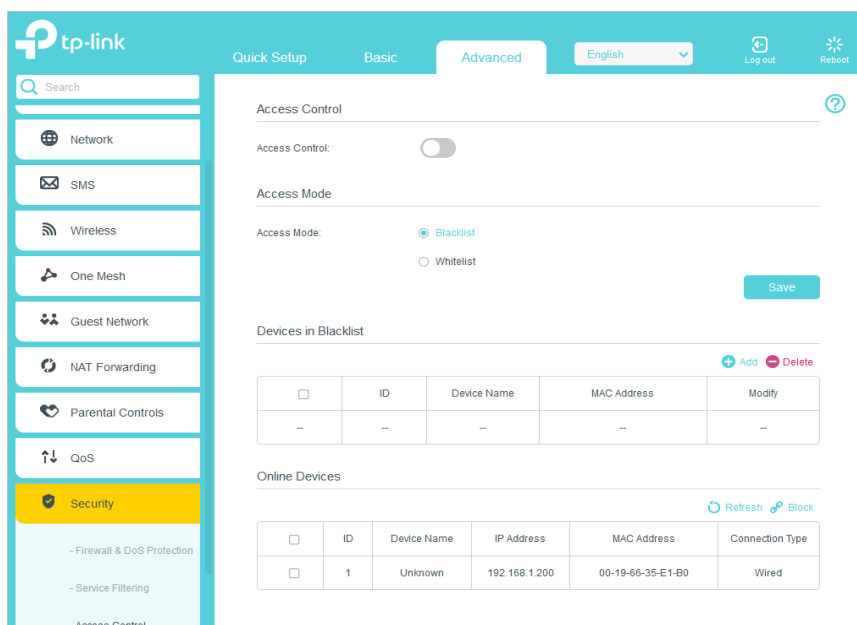 tp-link
Quick Setup Basic Advanced English Log out Reboot
Search
Network
SMS
Wireless
One Mesh
Guest Network
NAT Forwarding
Parental Controls
QoS
Security
- Firewall & DoS Protection
- Service Filtering
- Access Control
Access Control
Access Control:
Access Mode
Access Mode: Blacklist
Whitelist
Save
Devices in Blacklist
Add Delete
ID Device Name MAC Address Modify
-- -- -- -- --
Online Devices
Refresh Block
ID Device Name IP Address MAC Address Connection Type
1 Unknown 192.168.1.200 00-19-66-35-E1-B0 Wired